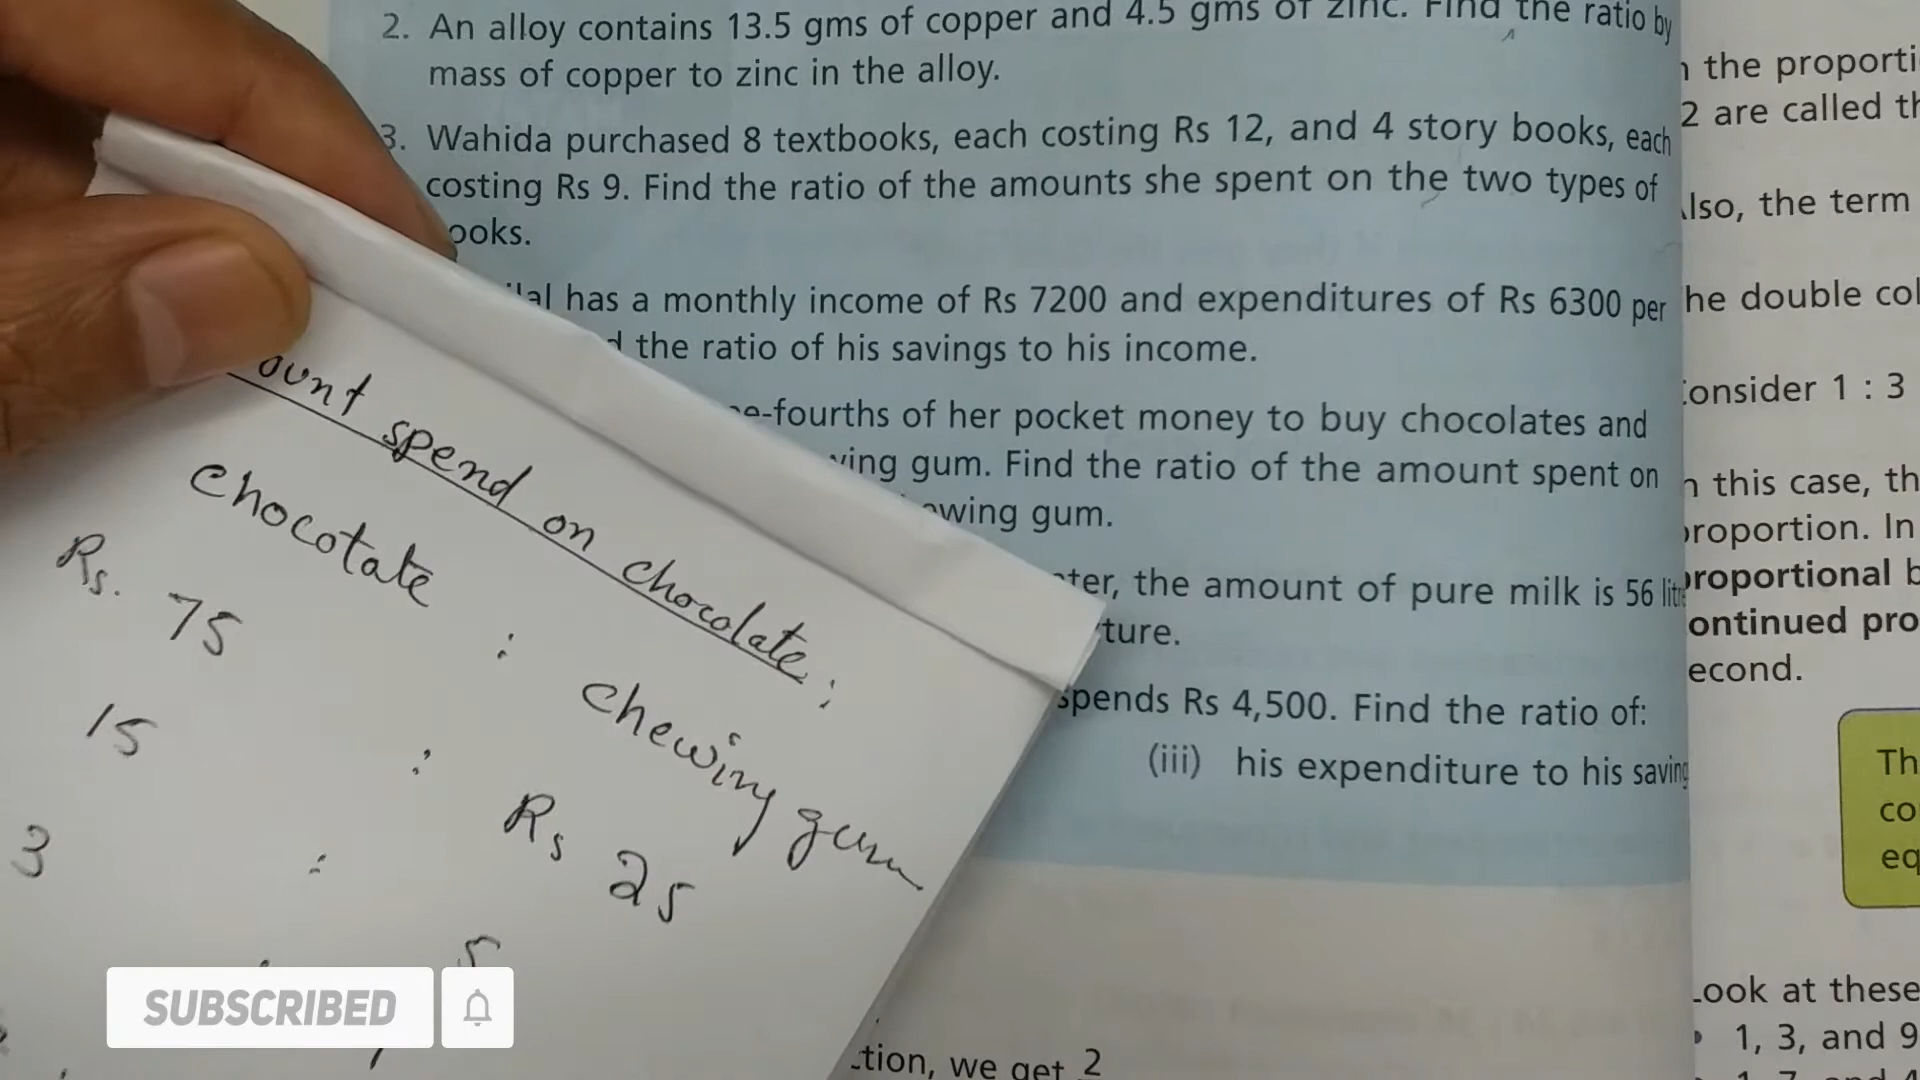 2. An alloy contains 13.5 gms of copper and 4.5 gms of zinc. Find the ratio by
mass of copper to zinc in the alloy.
3. Wahida purchased 8 textbooks, each costing Rs 12, and 4 story books, each
costing Rs 9. Find the ratio of the amounts she spent on the two types of
ooks.
has a monthly income of Rs 7200 and expenditures of Rs 6300 per
the ratio of his savings to his income.
-fourths of her pocket money to buy chocolates and
ving gum. Find the ratio of the amount spent on
wing gum.
ter, the amount of pure milk is 56
ture.
spends Rs 4,500. Find the ratio of:
(iii) his expenditure to his saving
tion, we get 2
ount spend on chocolate:
chocotate : chewing gum
Rs. 75 : Rs 25
15 : 5
3
SUBSCRIBED
the proporti
2 are called th
lso, the term
he double col
onsider 1 : 3
n this case, th
roportion. In
proportional b
ontinued pro
econd.
Th
co
eq
Look at these
1, 3, and 9